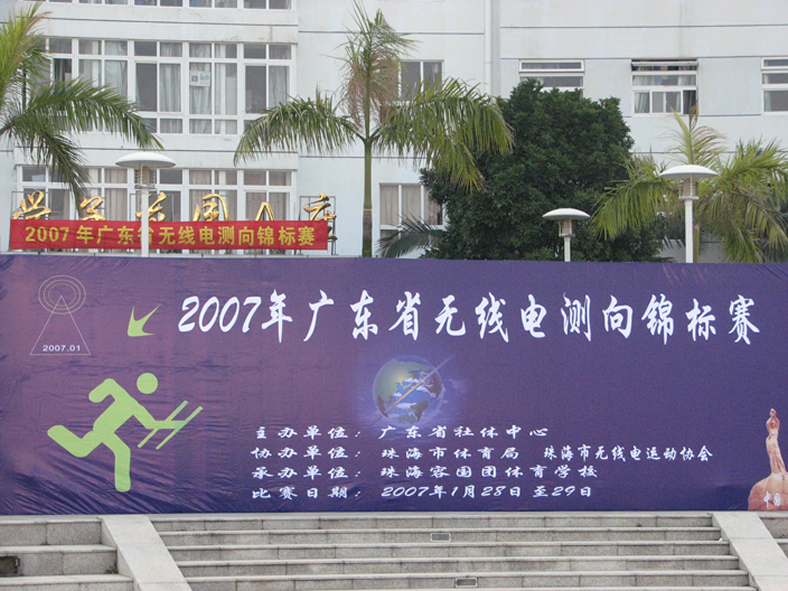 2007年广东省无线电测向锦标赛
2007年广东省无线电测向锦标赛
2007.01
主办单位: 广东省社体中心
协办单位: 珠海市体育局 珠海市无线电运动协会
承办单位: 珠海容国团体育学校
比赛日期: 2007年1月28日至29日
中国